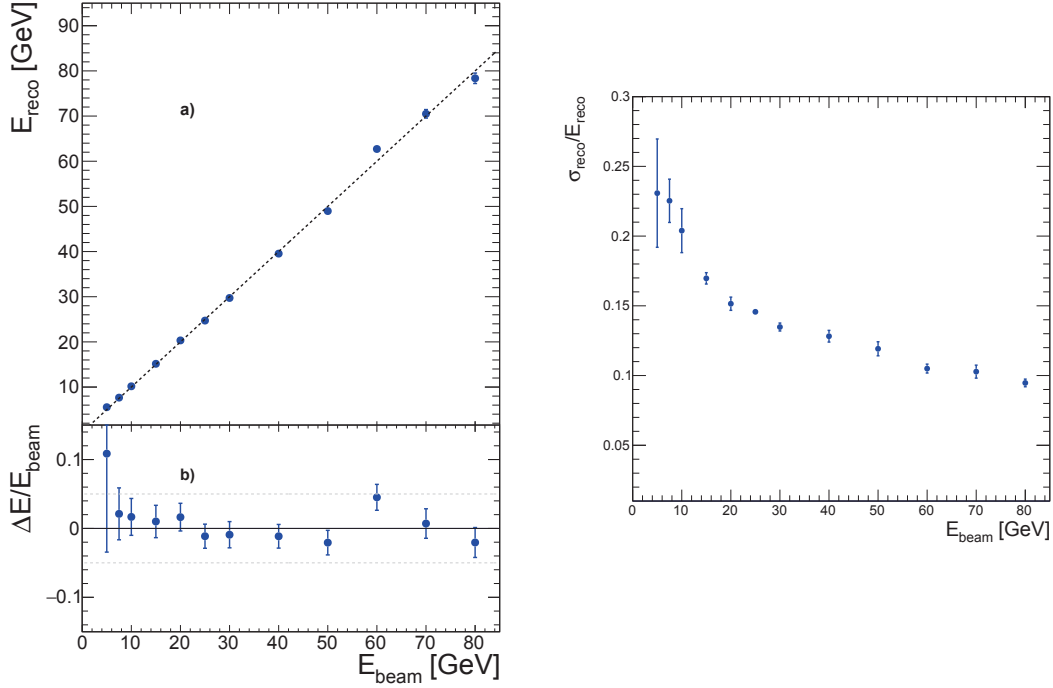 E_reco [GeV]
90
80
70
60
50
40
30
20
10
a)
ΔE/E_beam
0.1
0
−0.1
b)
0 10 20 30 40 50 60 70 80
E_beam [GeV]
σ_reco/E_reco
0.3
0.25
0.2
0.15
0.1
0.05
0 10 20 30 40 50 60 70 80
E_beam [GeV]